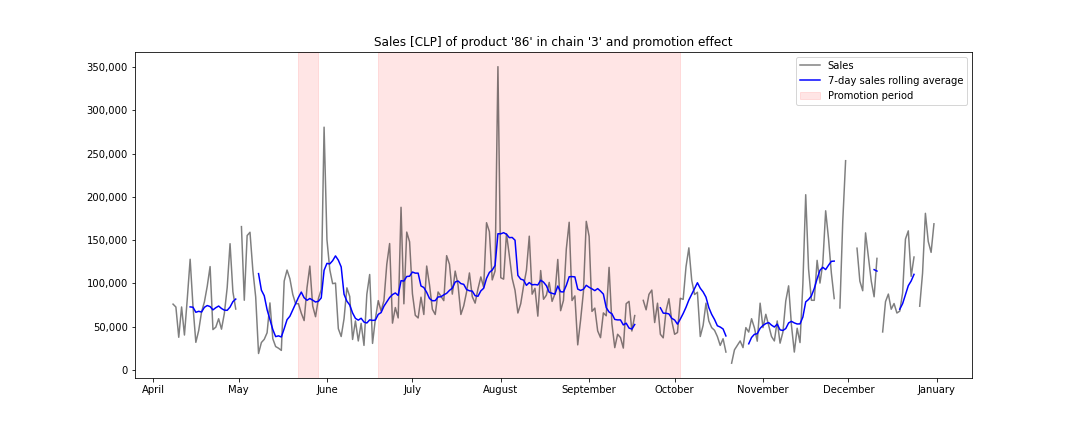 Sales [CLP] of product '86' in chain '3' and promotion effect
Sales
7-day sales rolling average
Promotion period
350,000
300,000
250,000
200,000
150,000
100,000
50,000
0
April May June July August September October November December January